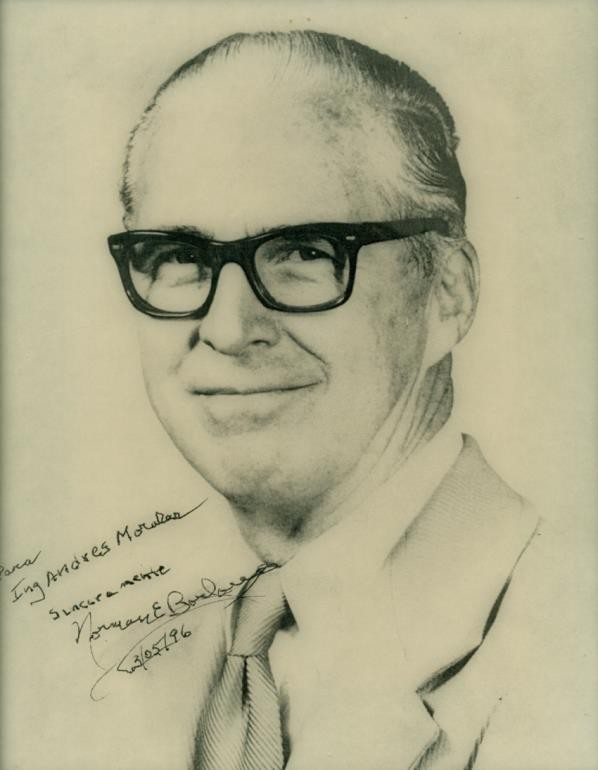 Para
Ing Andres Morales
sinceramente
Norman E Borlaug
3/05/96